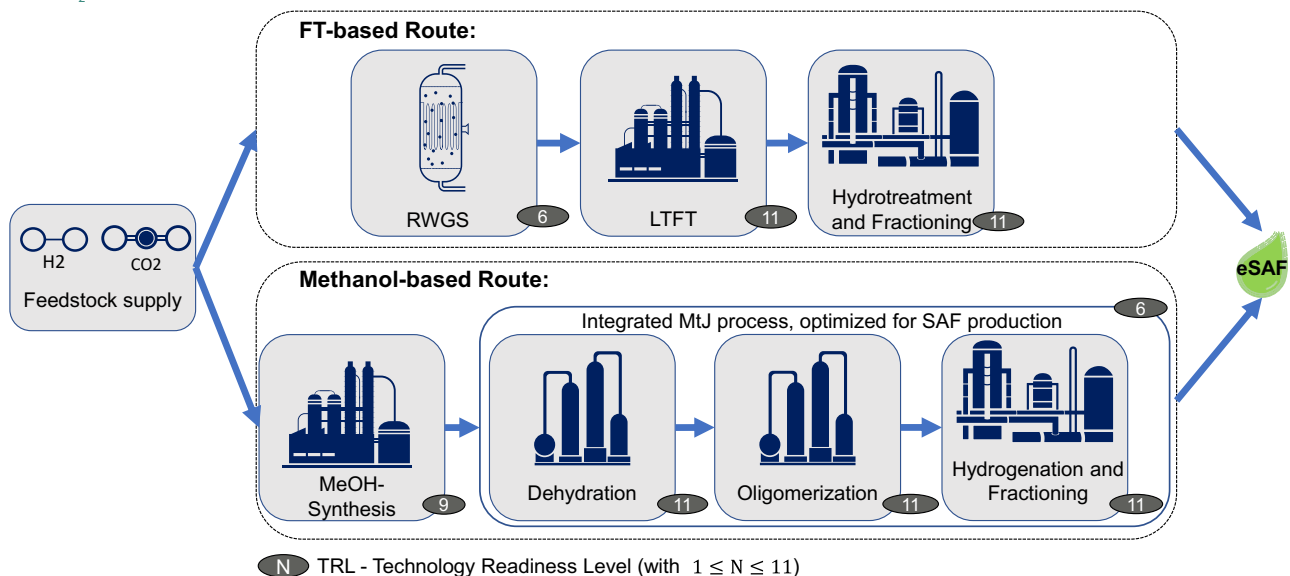 2
FT-based Route:
RWGS
6
LTFT
11
Hydrotreatment
and Fractioning
11
H2
CO2
Feedstock supply
eSAF
Methanol-based Route:
6
Integrated MtJ process, optimized for SAF production
MeOH-
Synthesis
9
Dehydration
11
Oligomerization
11
Hydrogenation and
Fractioning
11
N TRL - Technology Readiness Level (with 1 ≤ N ≤ 11)